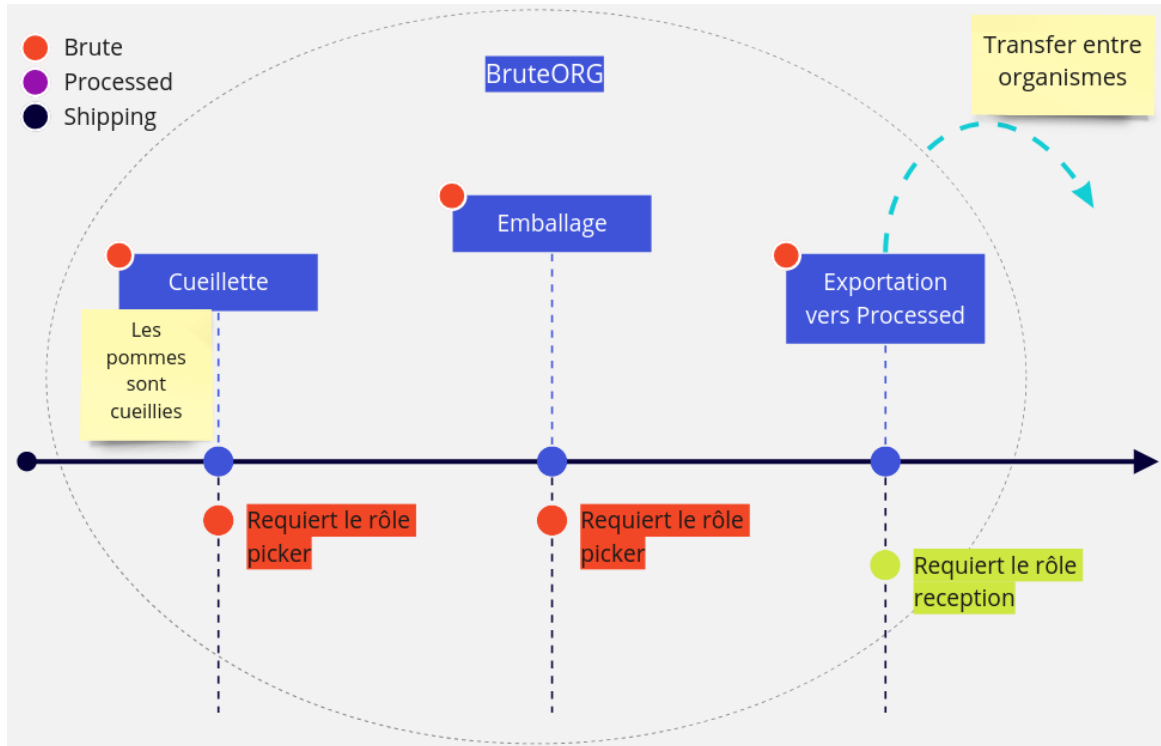 Brute
Processed
Shipping
BruteORG
Transfer entre
organismes
Emballage
Cueillette
Exportation
vers Processed
Les
pommes
sont
cueillies
Requiert le rôle
picker
Requiert le rôle
picker
Requiert le rôle
reception